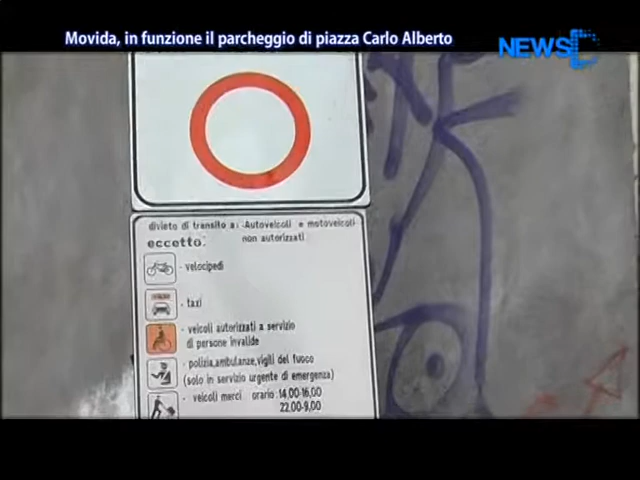 Movida, in funzione il parcheggio di piazza Carlo Alberto
NEWS
divieto di transito a: Autoveicoli e motoveicoli
non autorizzati
eccetto:
- velocipedi
TAXI
- taxi
- veicoli autorizzati a servizio
di persone invalide
- polizia,ambulanze,vigili del fuoco
(solo in servizio urgente di emergenza)
- veicoli merci orario: 14,00-16,00
22,00-9,00